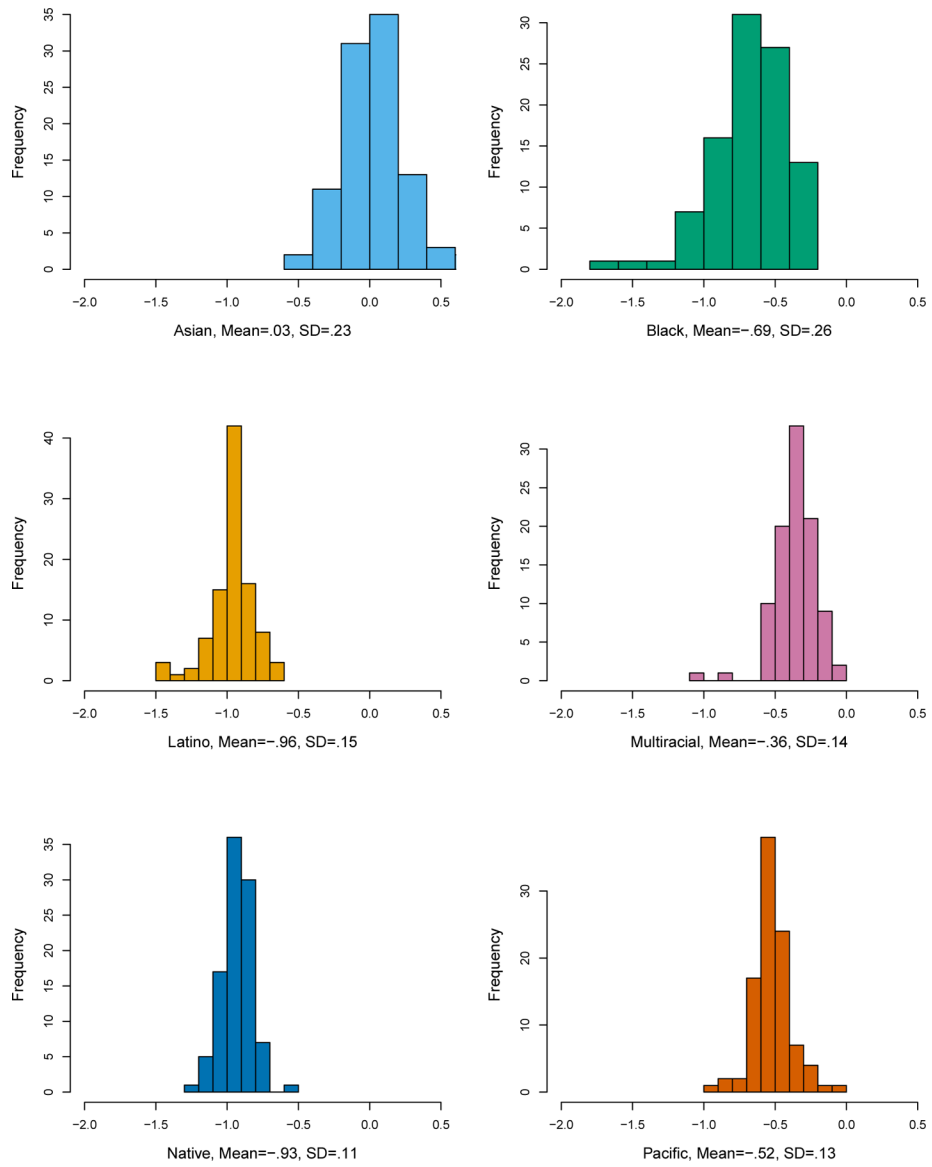 Frequency
0 5 10 15 20 25 30 35
−2.0 −1.5 −1.0 −0.5 0.0 0.5
Asian, Mean=.03, SD=.23
Frequency
0 5 10 15 20 25 30
−2.0 −1.5 −1.0 −0.5 0.0 0.5
Black, Mean=−.69, SD=.26
Frequency
0 10 20 30 40
−2.0 −1.5 −1.0 −0.5 0.0 0.5
Latino, Mean=−.96, SD=.15
Frequency
0 5 10 15 20 25 30
−2.0 −1.5 −1.0 −0.5 0.0 0.5
Multiracial, Mean=−.36, SD=.14
Frequency
0 5 10 15 20 25 30 35
−2.0 −1.5 −1.0 −0.5 0.0 0.5
Native, Mean=−.93, SD=.11
Frequency
0 10 20 30
−2.0 −1.5 −1.0 −0.5 0.0 0.5
Pacific, Mean=−.52, SD=.13